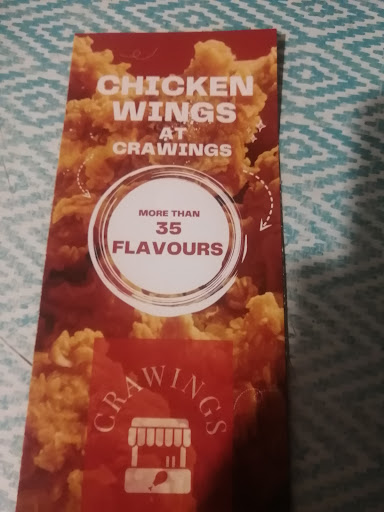 CHICKEN
WINGS
AT
CRAWINGS
MORE THAN
35
FLAVOURS
CRAWINGS